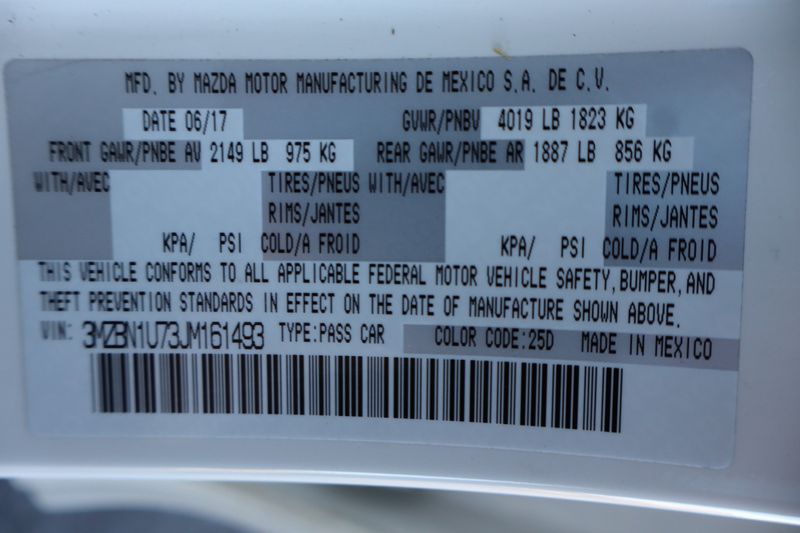 MFD. BY MAZDA MOTOR MANUFACTURING DE MEXICO S.A. DE C.V.
DATE 06/17 GVWR/PNBV 4019 LB 1823 KG
FRONT GAWR/PNBE AV 2149 LB 975 KG REAR GAWR/PNBE AR 1887 LB 856 KG
WITH/AVEC TIRES/PNEUS WITH/AVEC TIRES/PNEUS
RIMS/JANTES RIMS/JANTES
KPA/ PSI COLD/A FROID KPA/ PSI COLD/A FROID
THIS VEHICLE CONFORMS TO ALL APPLICABLE FEDERAL MOTOR VEHICLE SAFETY, BUMPER, AND
THEFT PREVENTION STANDARDS IN EFFECT ON THE DATE OF MANUFACTURE SHOWN ABOVE.
VIN: 3MZBN1U73JM161493 TYPE:PASS CAR COLOR CODE:25D MADE IN MEXICO